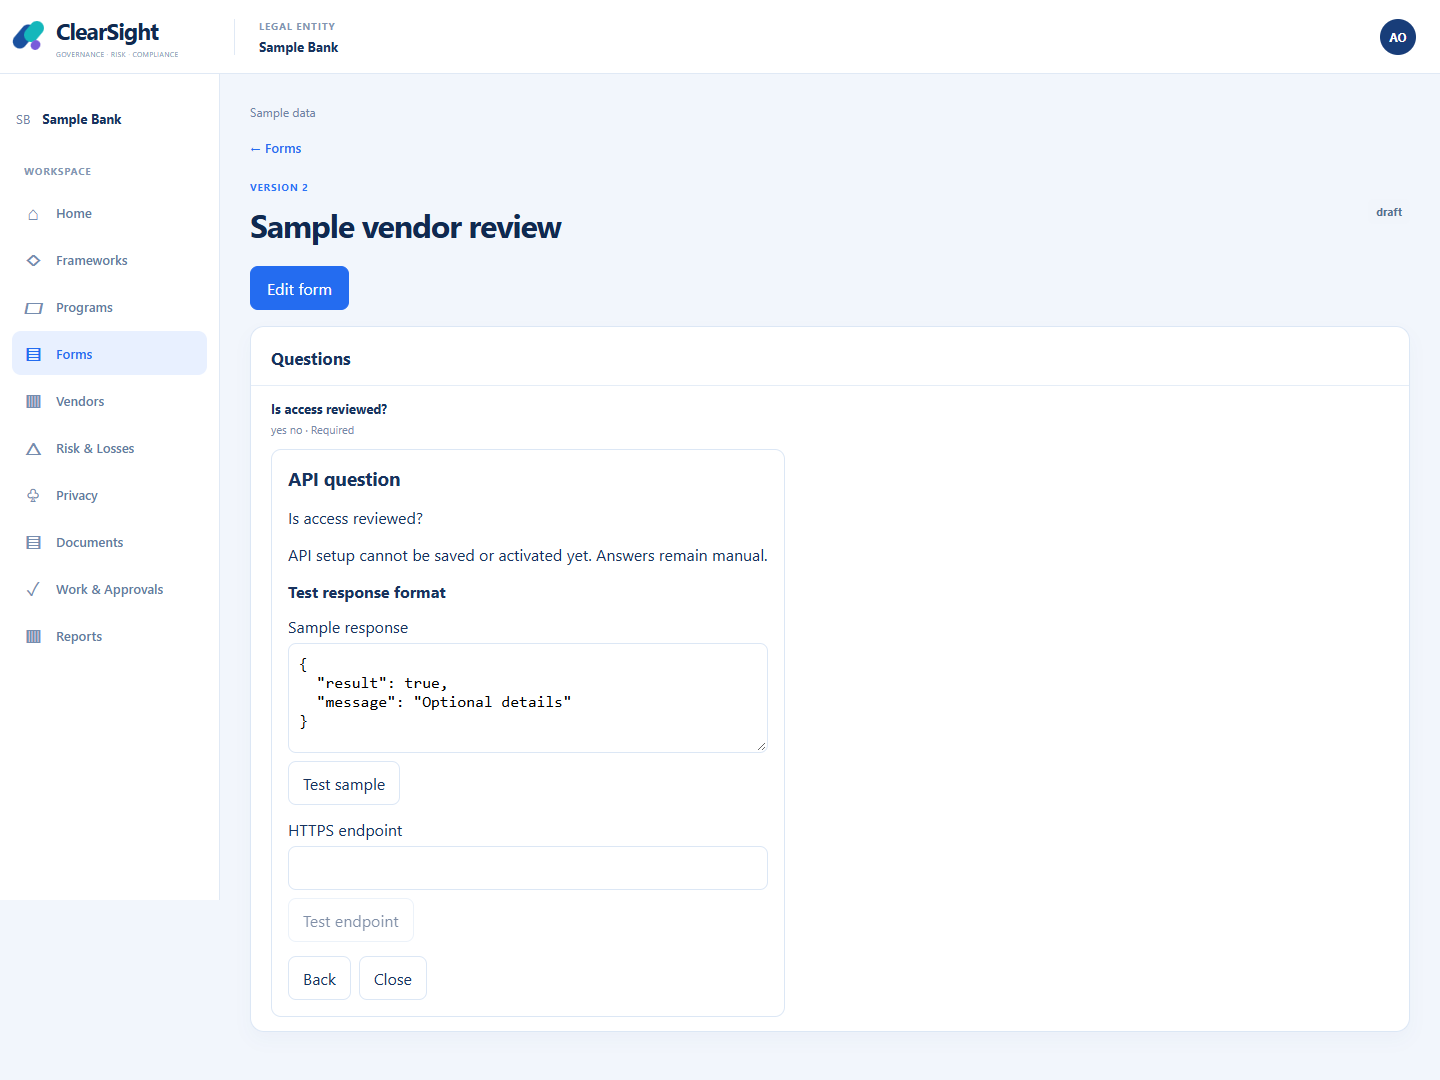 ClearSight
GOVERNANCE · RISK · COMPLIANCE
LEGAL ENTITY
Sample Bank
AO
SB Sample Bank
WORKSPACE
Home
Frameworks
Programs
Forms
Vendors
Risk & Losses
Privacy
Documents
Work & Approvals
Reports
Sample data
← Forms
VERSION 2
Sample vendor review
draft
Edit form
Questions
Is access reviewed?
yes no · Required
API question
Is access reviewed?
API setup cannot be saved or activated yet. Answers remain manual.
Test response format
Sample response
{
  "result": true,
  "message": "Optional details"
}
Test sample
HTTPS endpoint
Test endpoint
Back Close